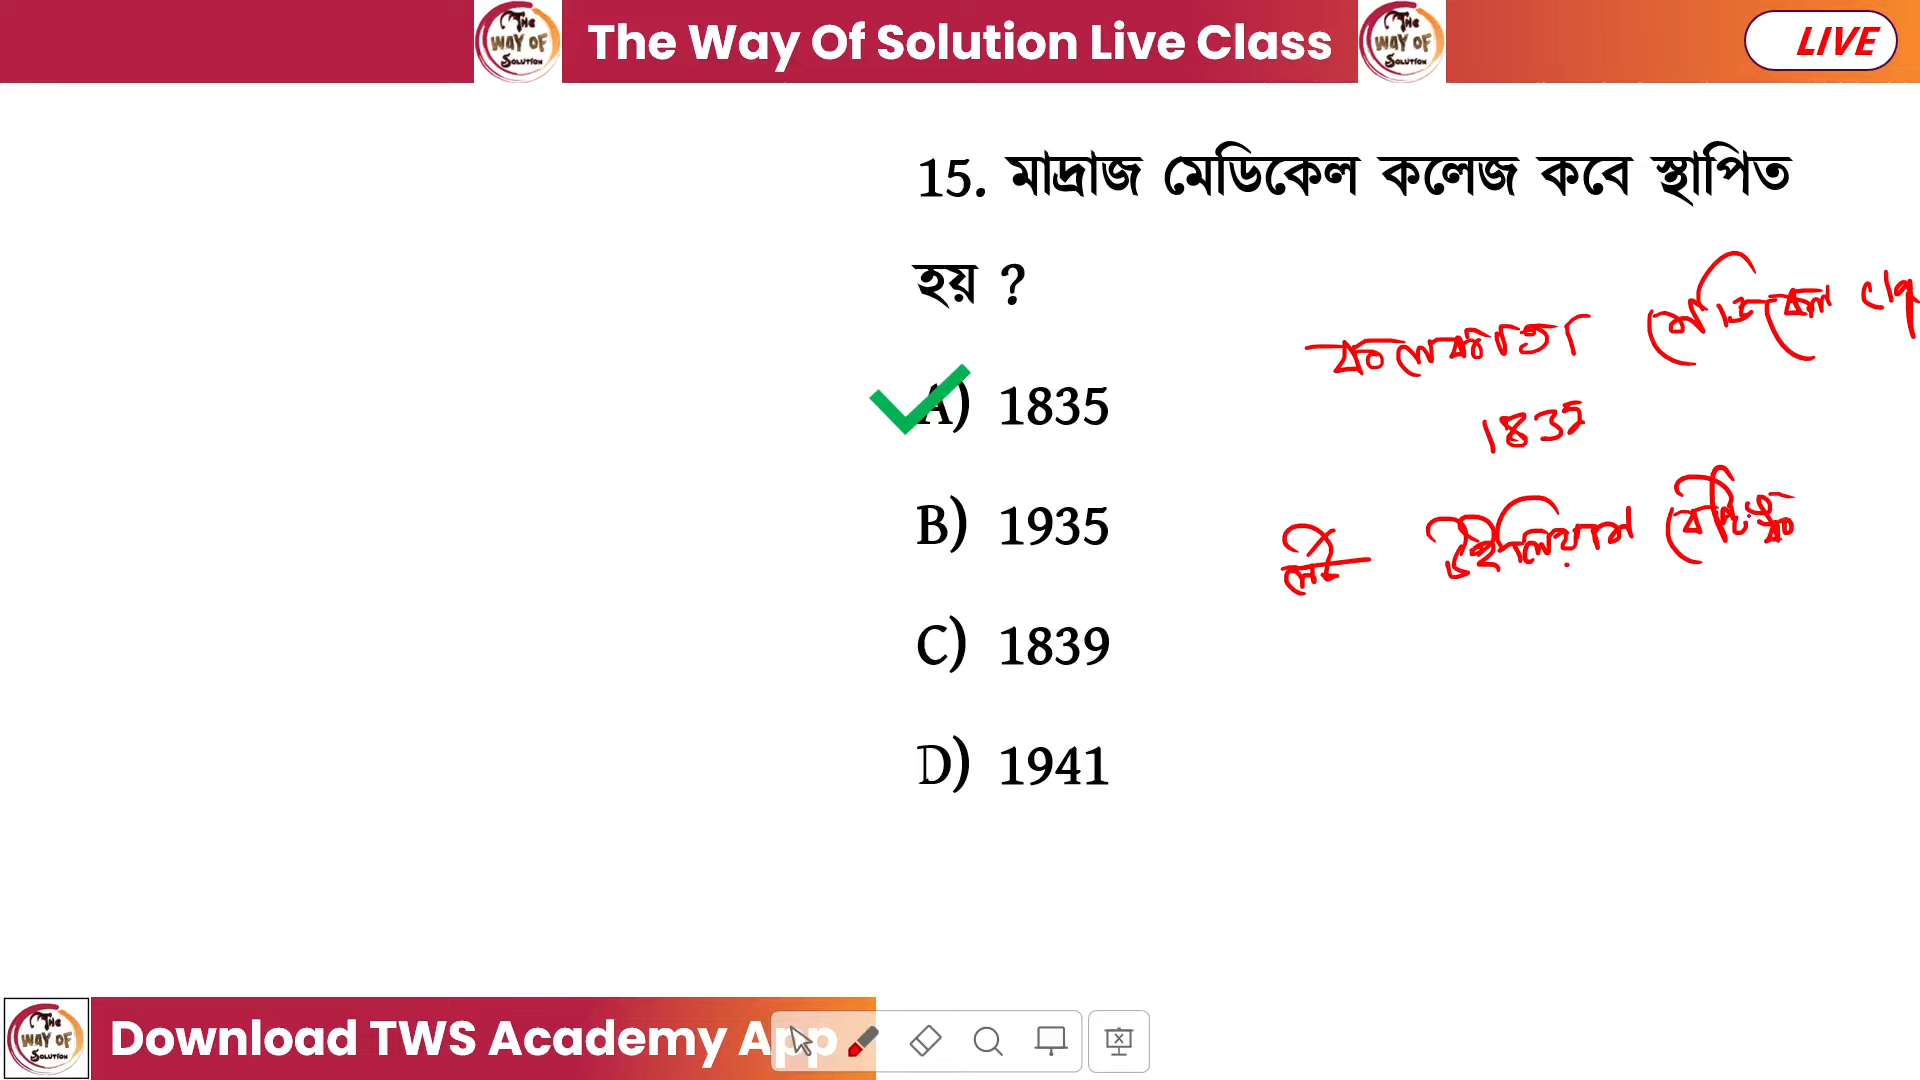 The Way Of Solution Live Class
LIVE
15. মাদ্রাজ মেডিকেল কলেজ কবে স্থাপিত
হয় ?
A) 1835
B) 1935
C) 1839
D) 1941
কলকাতা মেডিকেল
1835
উইলিয়াম বেন্টিঙ্ক
Download TWS Academy App